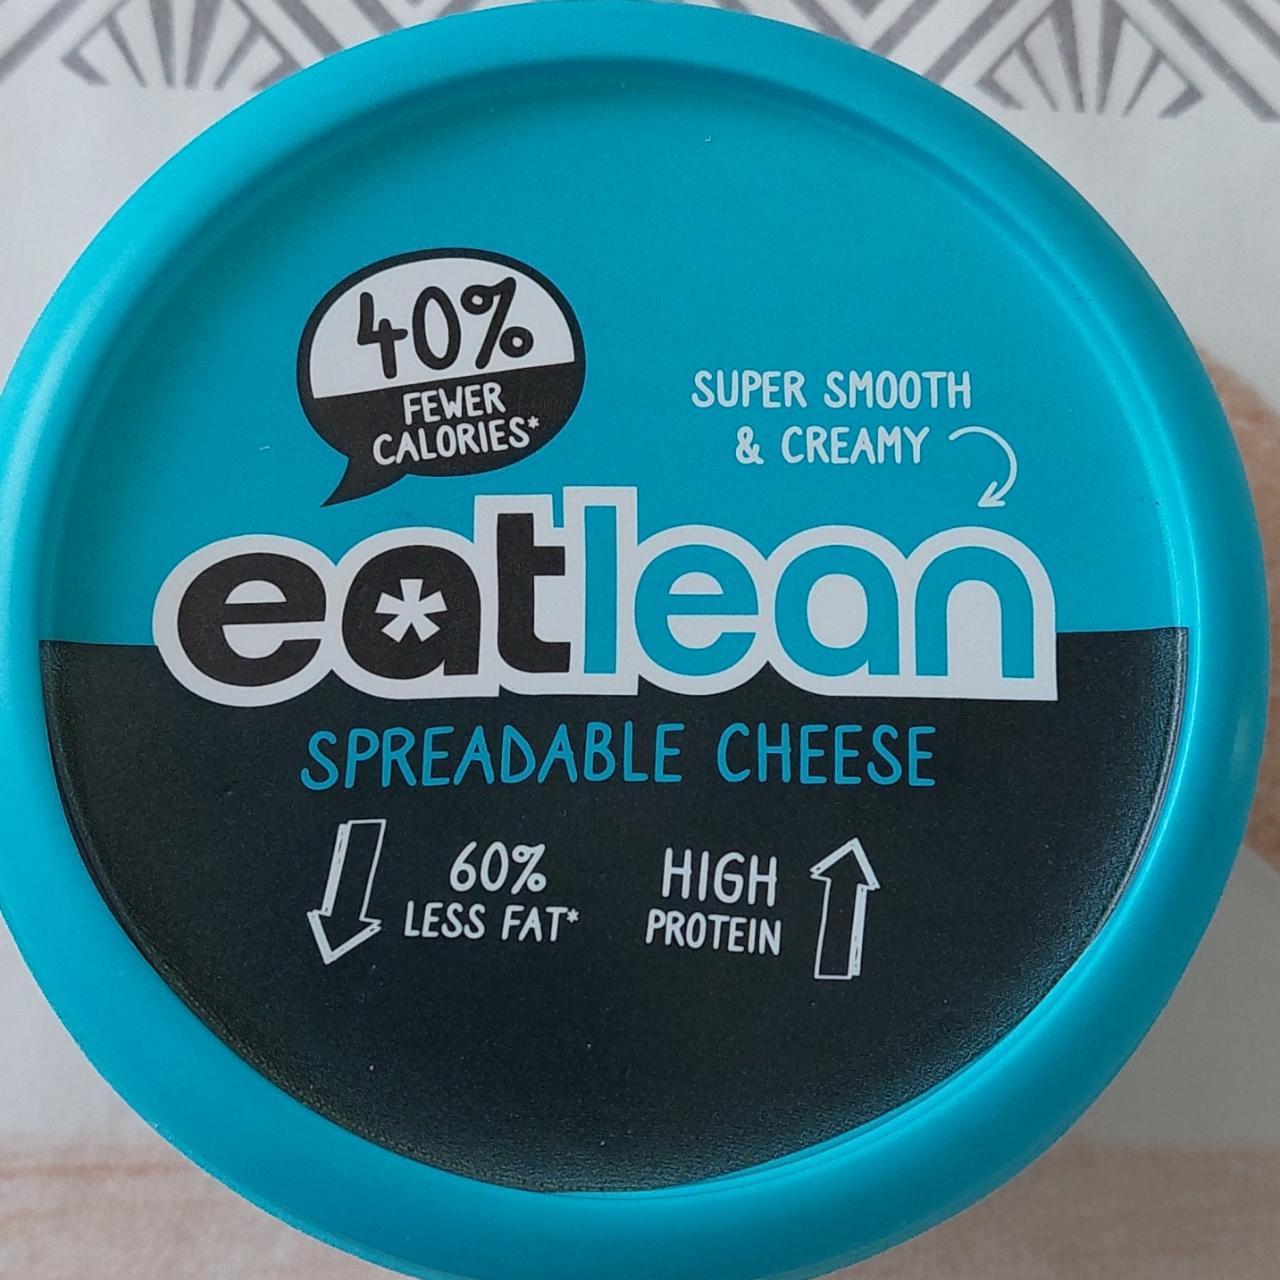 40%
FEWER
CALORIES*
SUPER SMOOTH
& CREAMY
eatlean
SPREADABLE CHEESE
60%
LESS FAT*
HIGH
PROTEIN